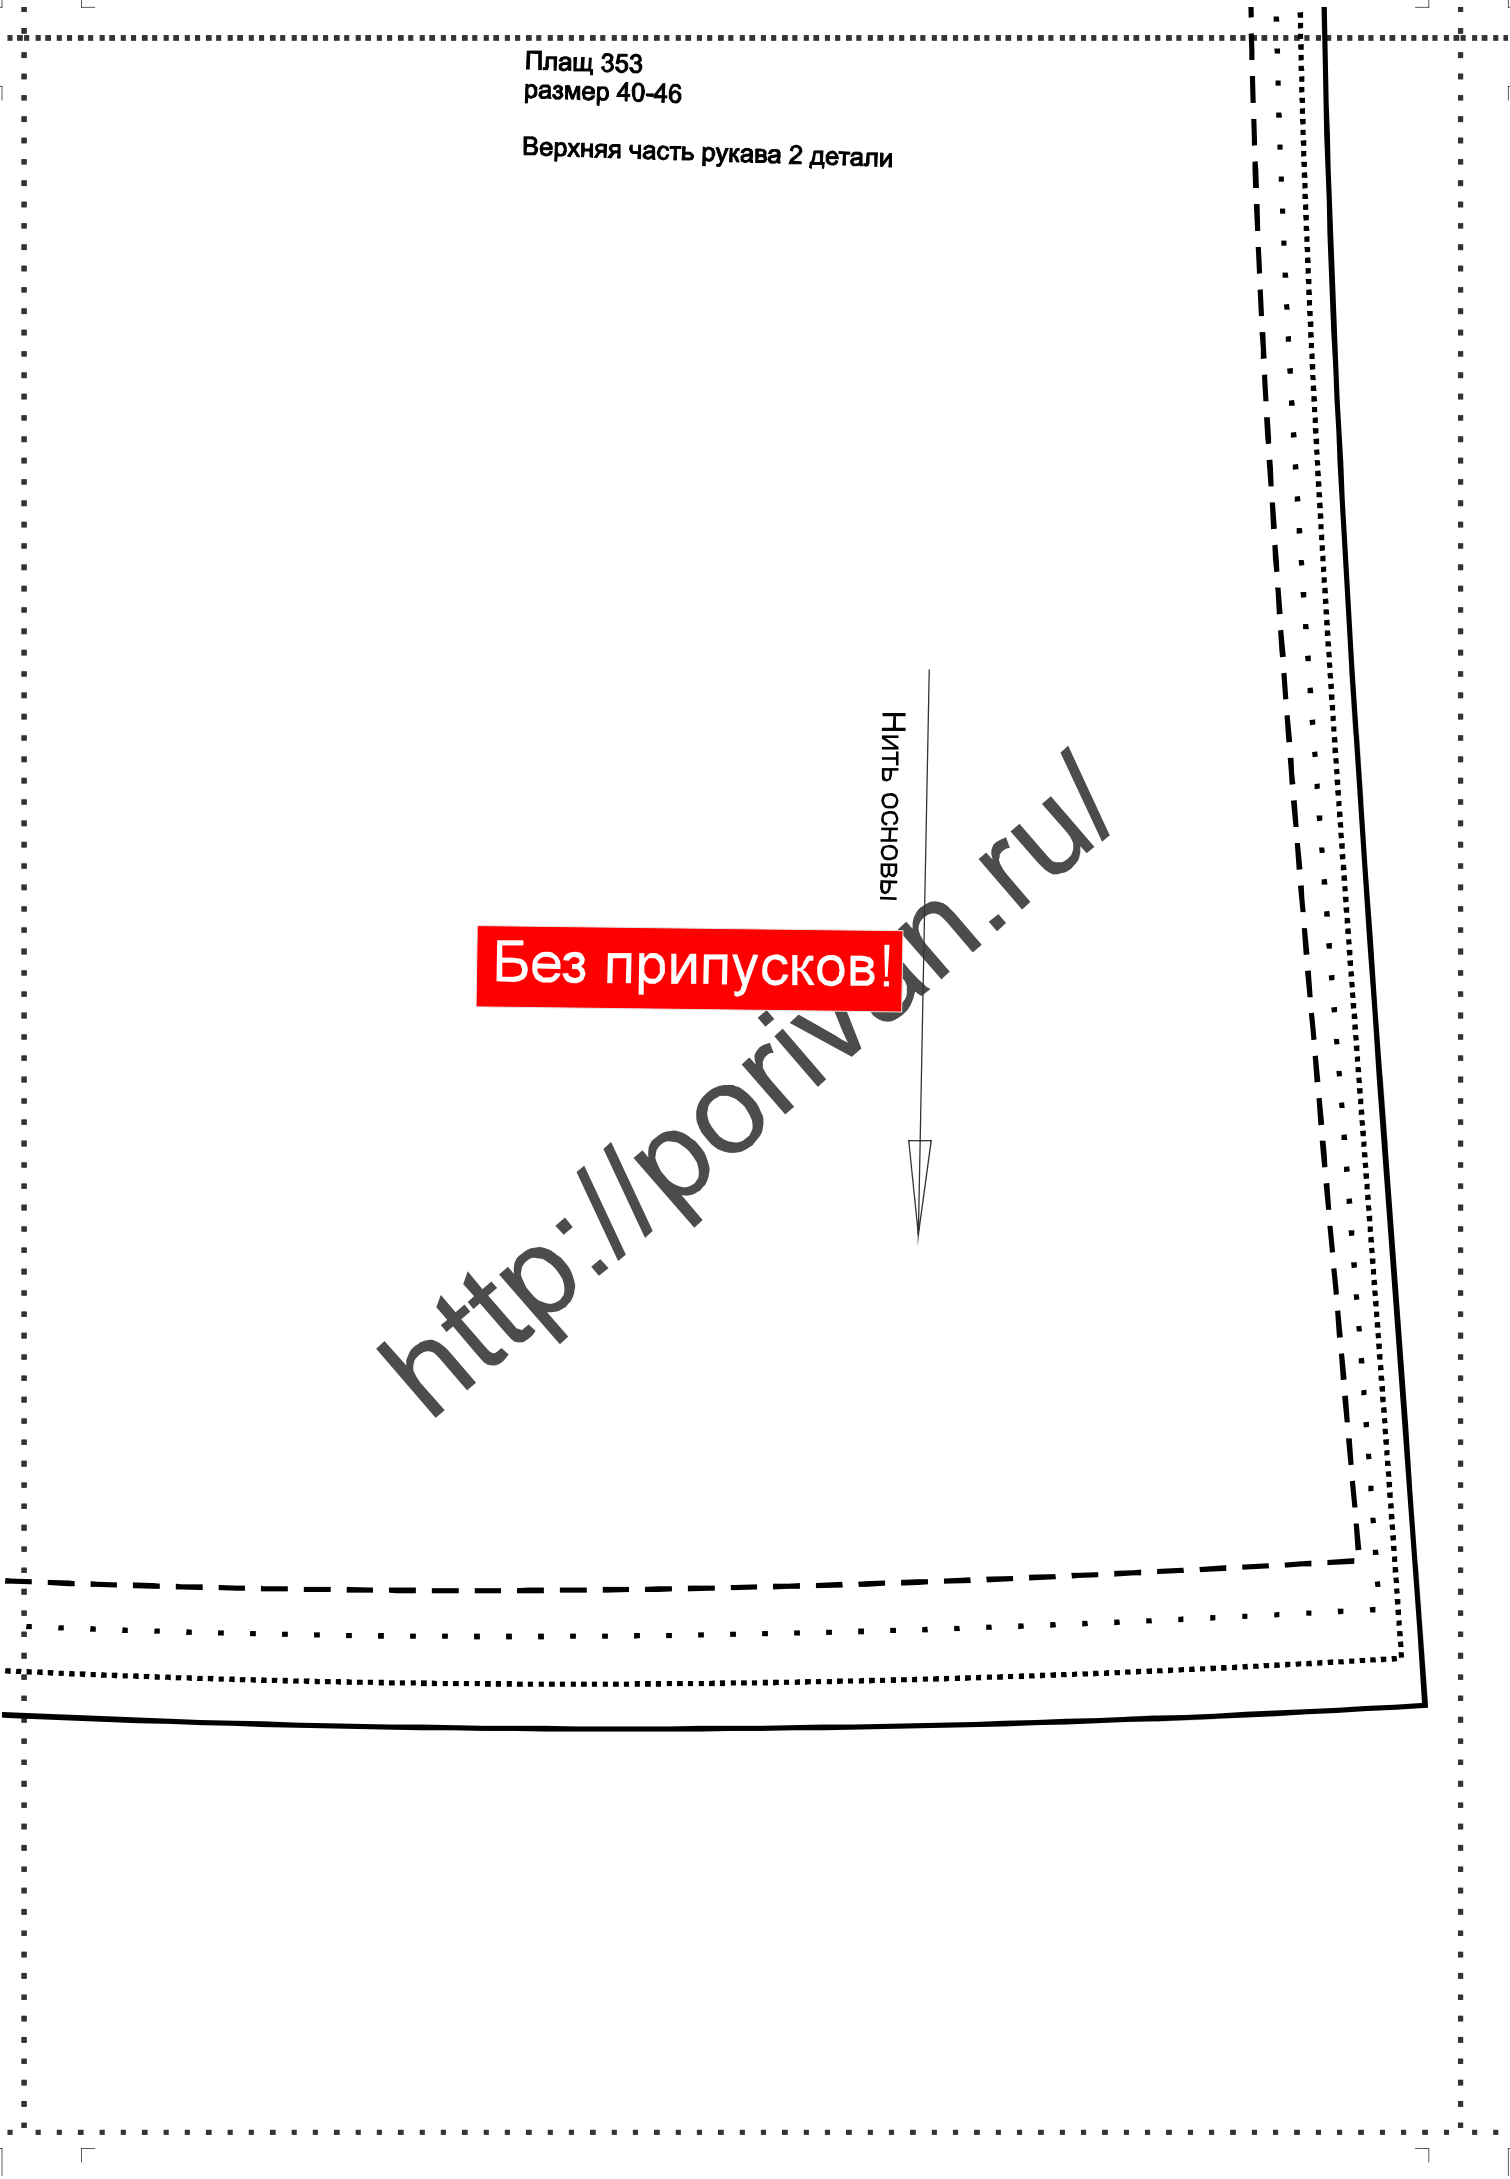 Плащ 353
размер 40-46
Верхняя часть рукава 2 детали
Нить основы
Без припусков!
http://porivan.ru/